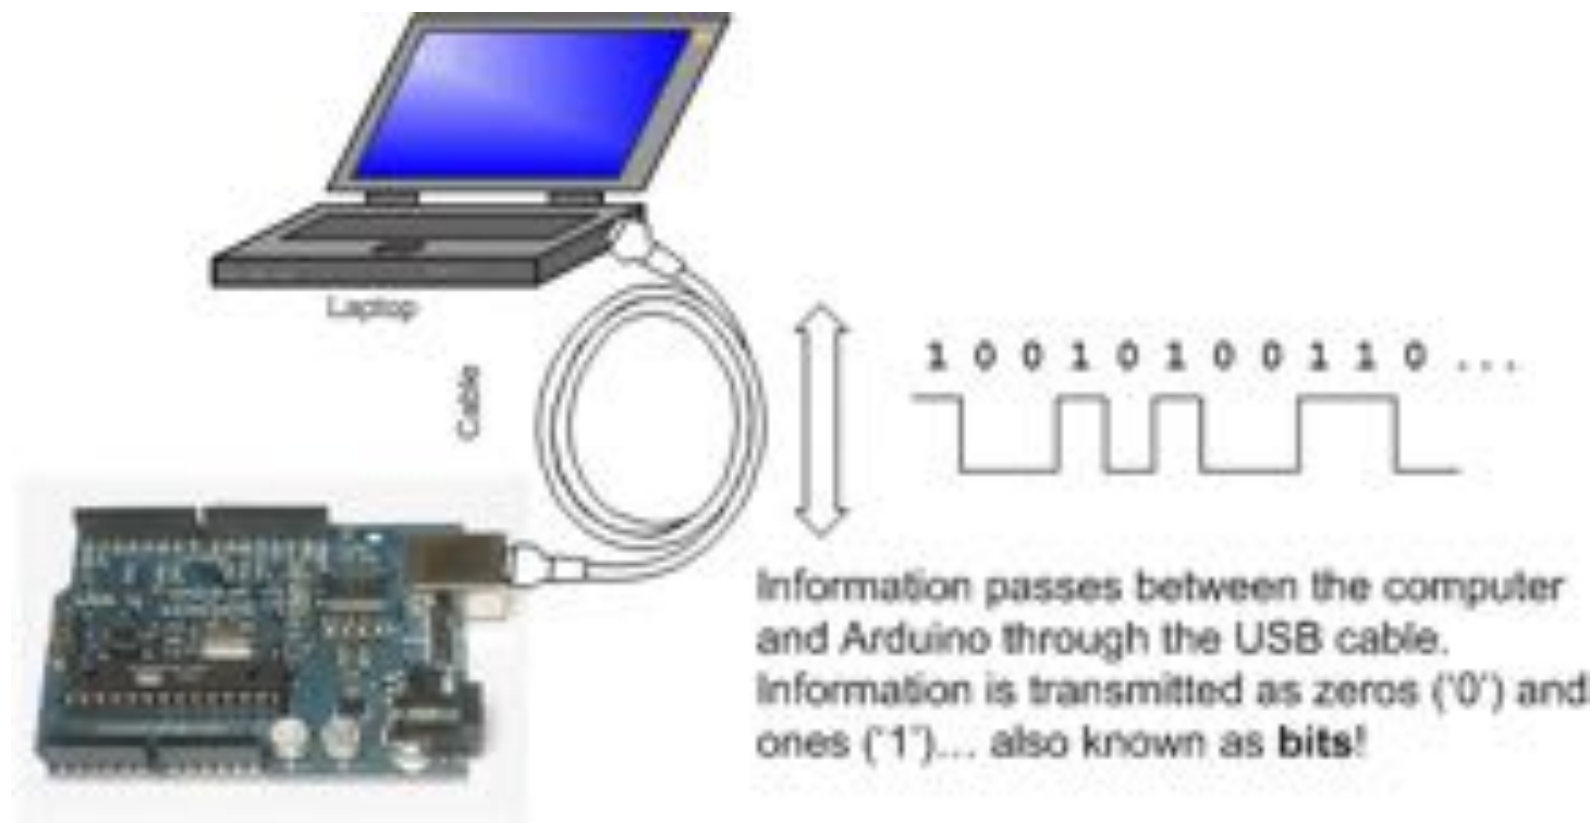 Laptop
Cable
1 0 0 1 0 1 0 0 1 1 0 ...
Information passes between the computer
and Arduino through the USB cable.
Information is transmitted as zeros ('0') and
ones ('1')... also known as bits!